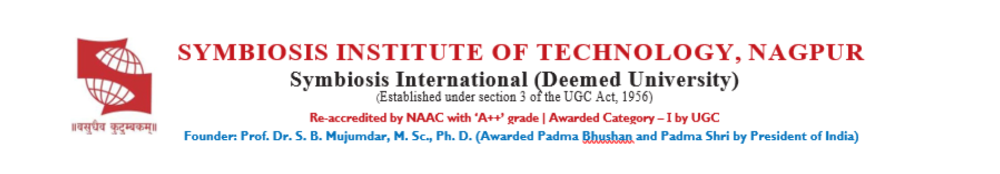 SYMBIOSIS INSTITUTE OF TECHNOLOGY, NAGPUR
Symbiosis International (Deemed University)
(Established under section 3 of the UGC Act, 1956)
Re-accredited by NAAC with ‘A++’ grade | Awarded Category – I by UGC
Founder: Prof. Dr. S. B. Mujumdar, M. Sc., Ph. D. (Awarded Padma Bhushan and Padma Shri by President of India)
॥वसुधैव कुटुम्बकम्॥